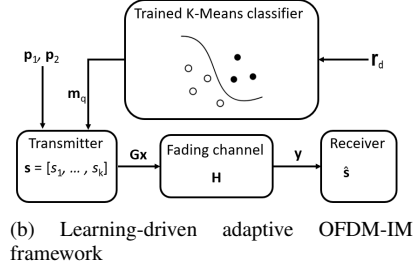 Trained K-Means classifier
p1, p2
mq
rd
Transmitter
s = [s1, ... , sk]
Gx
Fading channel
H
y
Receiver
ŝ
(b) Learning-driven adaptive OFDM-IM
framework